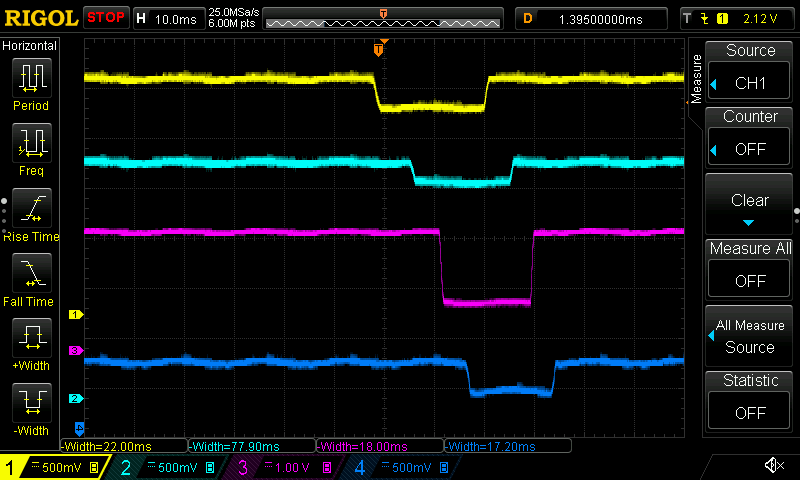 RIGOL STOP H 10.0ms 25.0MSa/s 6.00M pts D 1.39500000ms T 1 2.12 V
Horizontal
Period
Freq
Rise Time
Fall Time
+Width
-Width
T
1
3
2
4
Measure
Source
CH1
Counter
OFF
Clear
Measure All
OFF
All Measure
Source
Statistic
OFF
-Width=22.00ms -Width=77.90ms -Width=18.00ms -Width=17.20ms
1 500mV B 2 500mV B 3 1.00 V B 4 500mV B